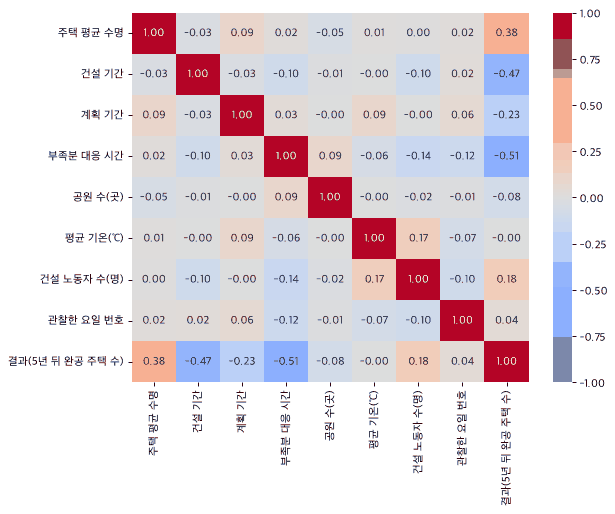 주택 평균 수명 1.00 -0.03 0.09 0.02 -0.05 0.01 0.00 0.02 0.38
건설 기간 -0.03 1.00 -0.03 -0.10 -0.01 -0.00 -0.10 0.02 -0.47
계획 기간 0.09 -0.03 1.00 0.03 -0.00 0.09 -0.00 0.06 -0.23
부족분 대응 시간 0.02 -0.10 0.03 1.00 0.09 -0.06 -0.14 -0.12 -0.51
공원 수(곳) -0.05 -0.01 -0.00 0.09 1.00 -0.00 -0.02 -0.01 -0.08
평균 기온(℃) 0.01 -0.00 0.09 -0.06 -0.00 1.00 0.17 -0.07 -0.00
건설 노동자 수(명) 0.00 -0.10 -0.00 -0.14 -0.02 0.17 1.00 -0.10 0.18
관찰한 요일 번호 0.02 0.02 0.06 -0.12 -0.01 -0.07 -0.10 1.00 0.04
결과(5년 뒤 완공 주택 수) 0.38 -0.47 -0.23 -0.51 -0.08 -0.00 0.18 0.04 1.00
주택 평균 수명
건설 기간
계획 기간
부족분 대응 시간
공원 수(곳)
평균 기온(℃)
건설 노동자 수(명)
관찰한 요일 번호
결과(5년 뒤 완공 주택 수)
1.00
0.75
0.50
0.25
0.00
-0.25
-0.50
-0.75
-1.00